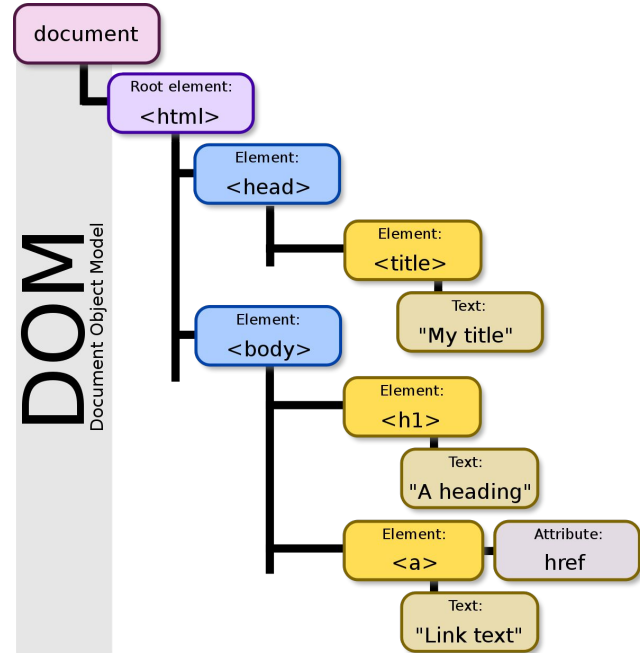 document
Root element:
<html>
Element:
<head>
Element:
<title>
Text:
"My title"
DOM
Document Object Model
Element:
<body>
Element:
<h1>
Text:
"A heading"
Element:
<a>
Attribute:
href
Text:
"Link text"